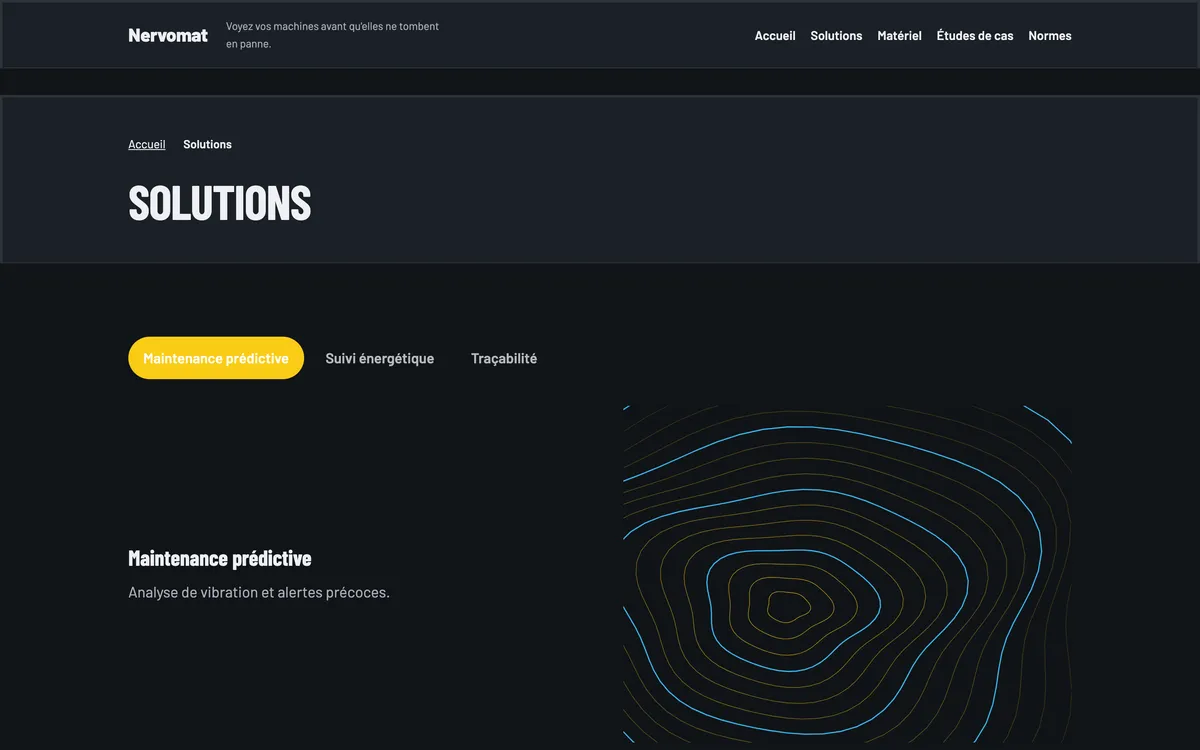 Nervomat
Voyez vos machines avant qu'elles ne tombent
en panne.
Accueil Solutions Matériel Études de cas Normes
Accueil Solutions
SOLUTIONS
Maintenance prédictive Suivi énergétique Traçabilité
Maintenance prédictive
Analyse de vibration et alertes précoces.